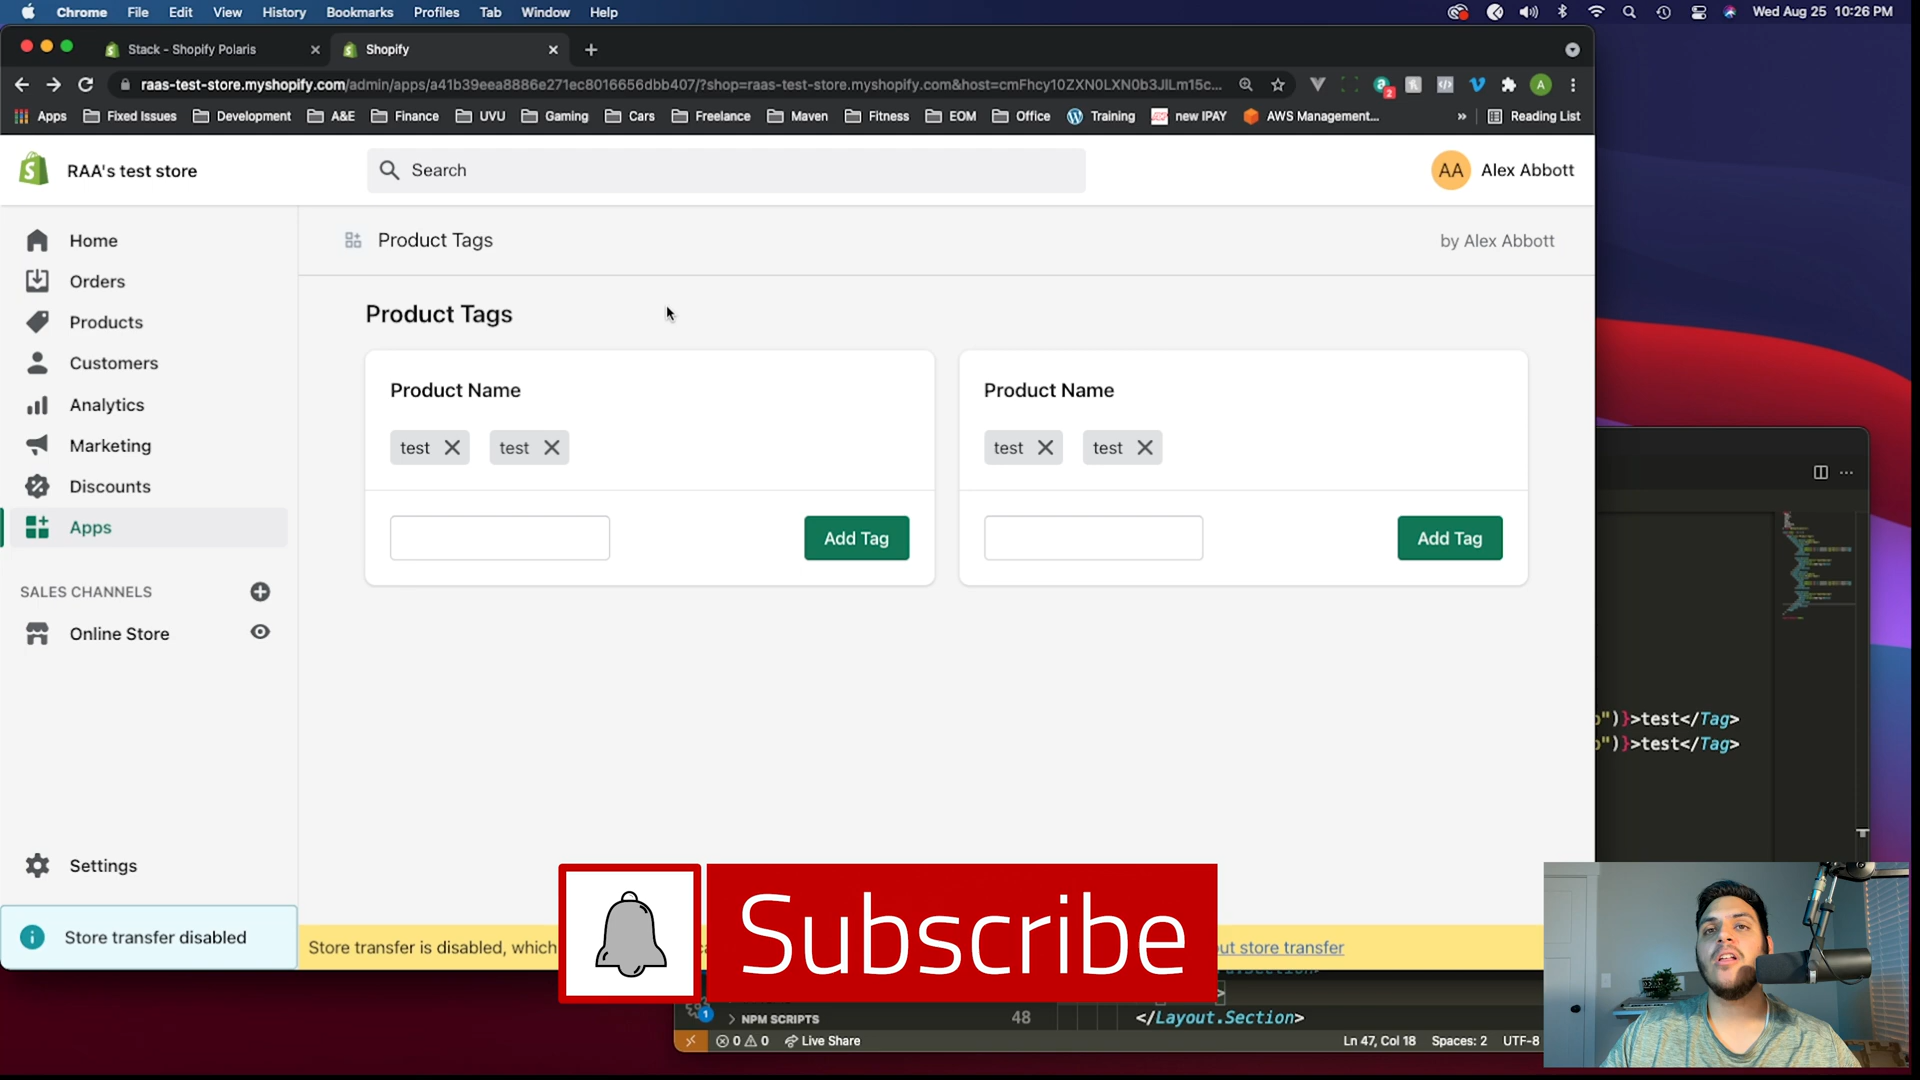 Chrome File Edit View History Bookmarks Profiles Tab Window Help Wed Aug 25 10:26 PM
Stack - Shopify Polaris
Shopify
raas-test-store.myshopify.com/admin/apps/a41b39eea8886e271ec8016656dbb407/?shop=raas-test-store.myshopify.com&host=cmFhcy10ZXN0LXN0b3JlLm15c...
2
A
Apps Fixed Issues Development A&E Finance UVU Gaming Cars Freelance Maven Fitness EOM Office Training new IPAY AWS Management... » Reading List
RAA's test store
Search
AA Alex Abbott
Home
Orders
Products
Customers
Analytics
Marketing
Discounts
Apps
SALES CHANNELS
Online Store
Settings
Store transfer disabled
Product Tags
by Alex Abbott
Product Tags
Product Name
test test
Add Tag
Product Name
test test
Add Tag
")}>test</Tag>
")}>test</Tag>
Store transfer is disabled, which
ut store transfer
Subscribe
1
NPM SCRIPTS
48 </Layout.Section>
0 0 Live Share
Ln 47, Col 18 Spaces: 2 UTF-8